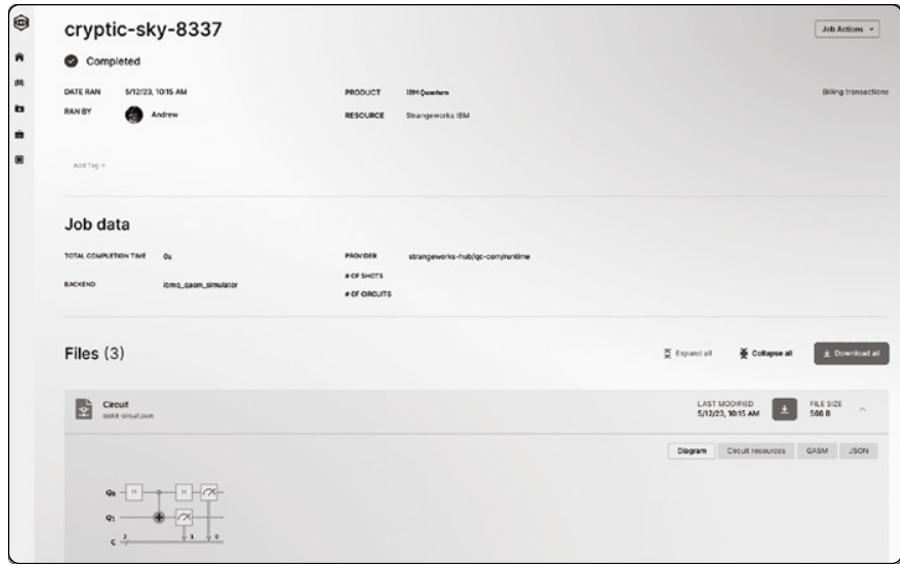 cryptic-sky-8337
Job Actions
Completed
DATE RAN 5/12/23, 10:15 AM PRODUCT IBM Quantum Billing transactions
RAN BY Andrew RESOURCE Strangeworks IBM
Add Tag +
Job data
TOTAL COMPLETION TIME 0s PROVIDER strangeworks-hub/qc-com/runtime
# OF SHOTS
BACKEND ibmq_qasm_simulator
# OF CIRCUITS
Files (3) Expand all Collapse all Download all
Circuit LAST MODIFIED FILE SIZE
qiskit-circuit.json 5/12/23, 10:15 AM 566 B
Diagram Circuit resources QASM JSON
Q0 H H
Q1
C 2 1 0